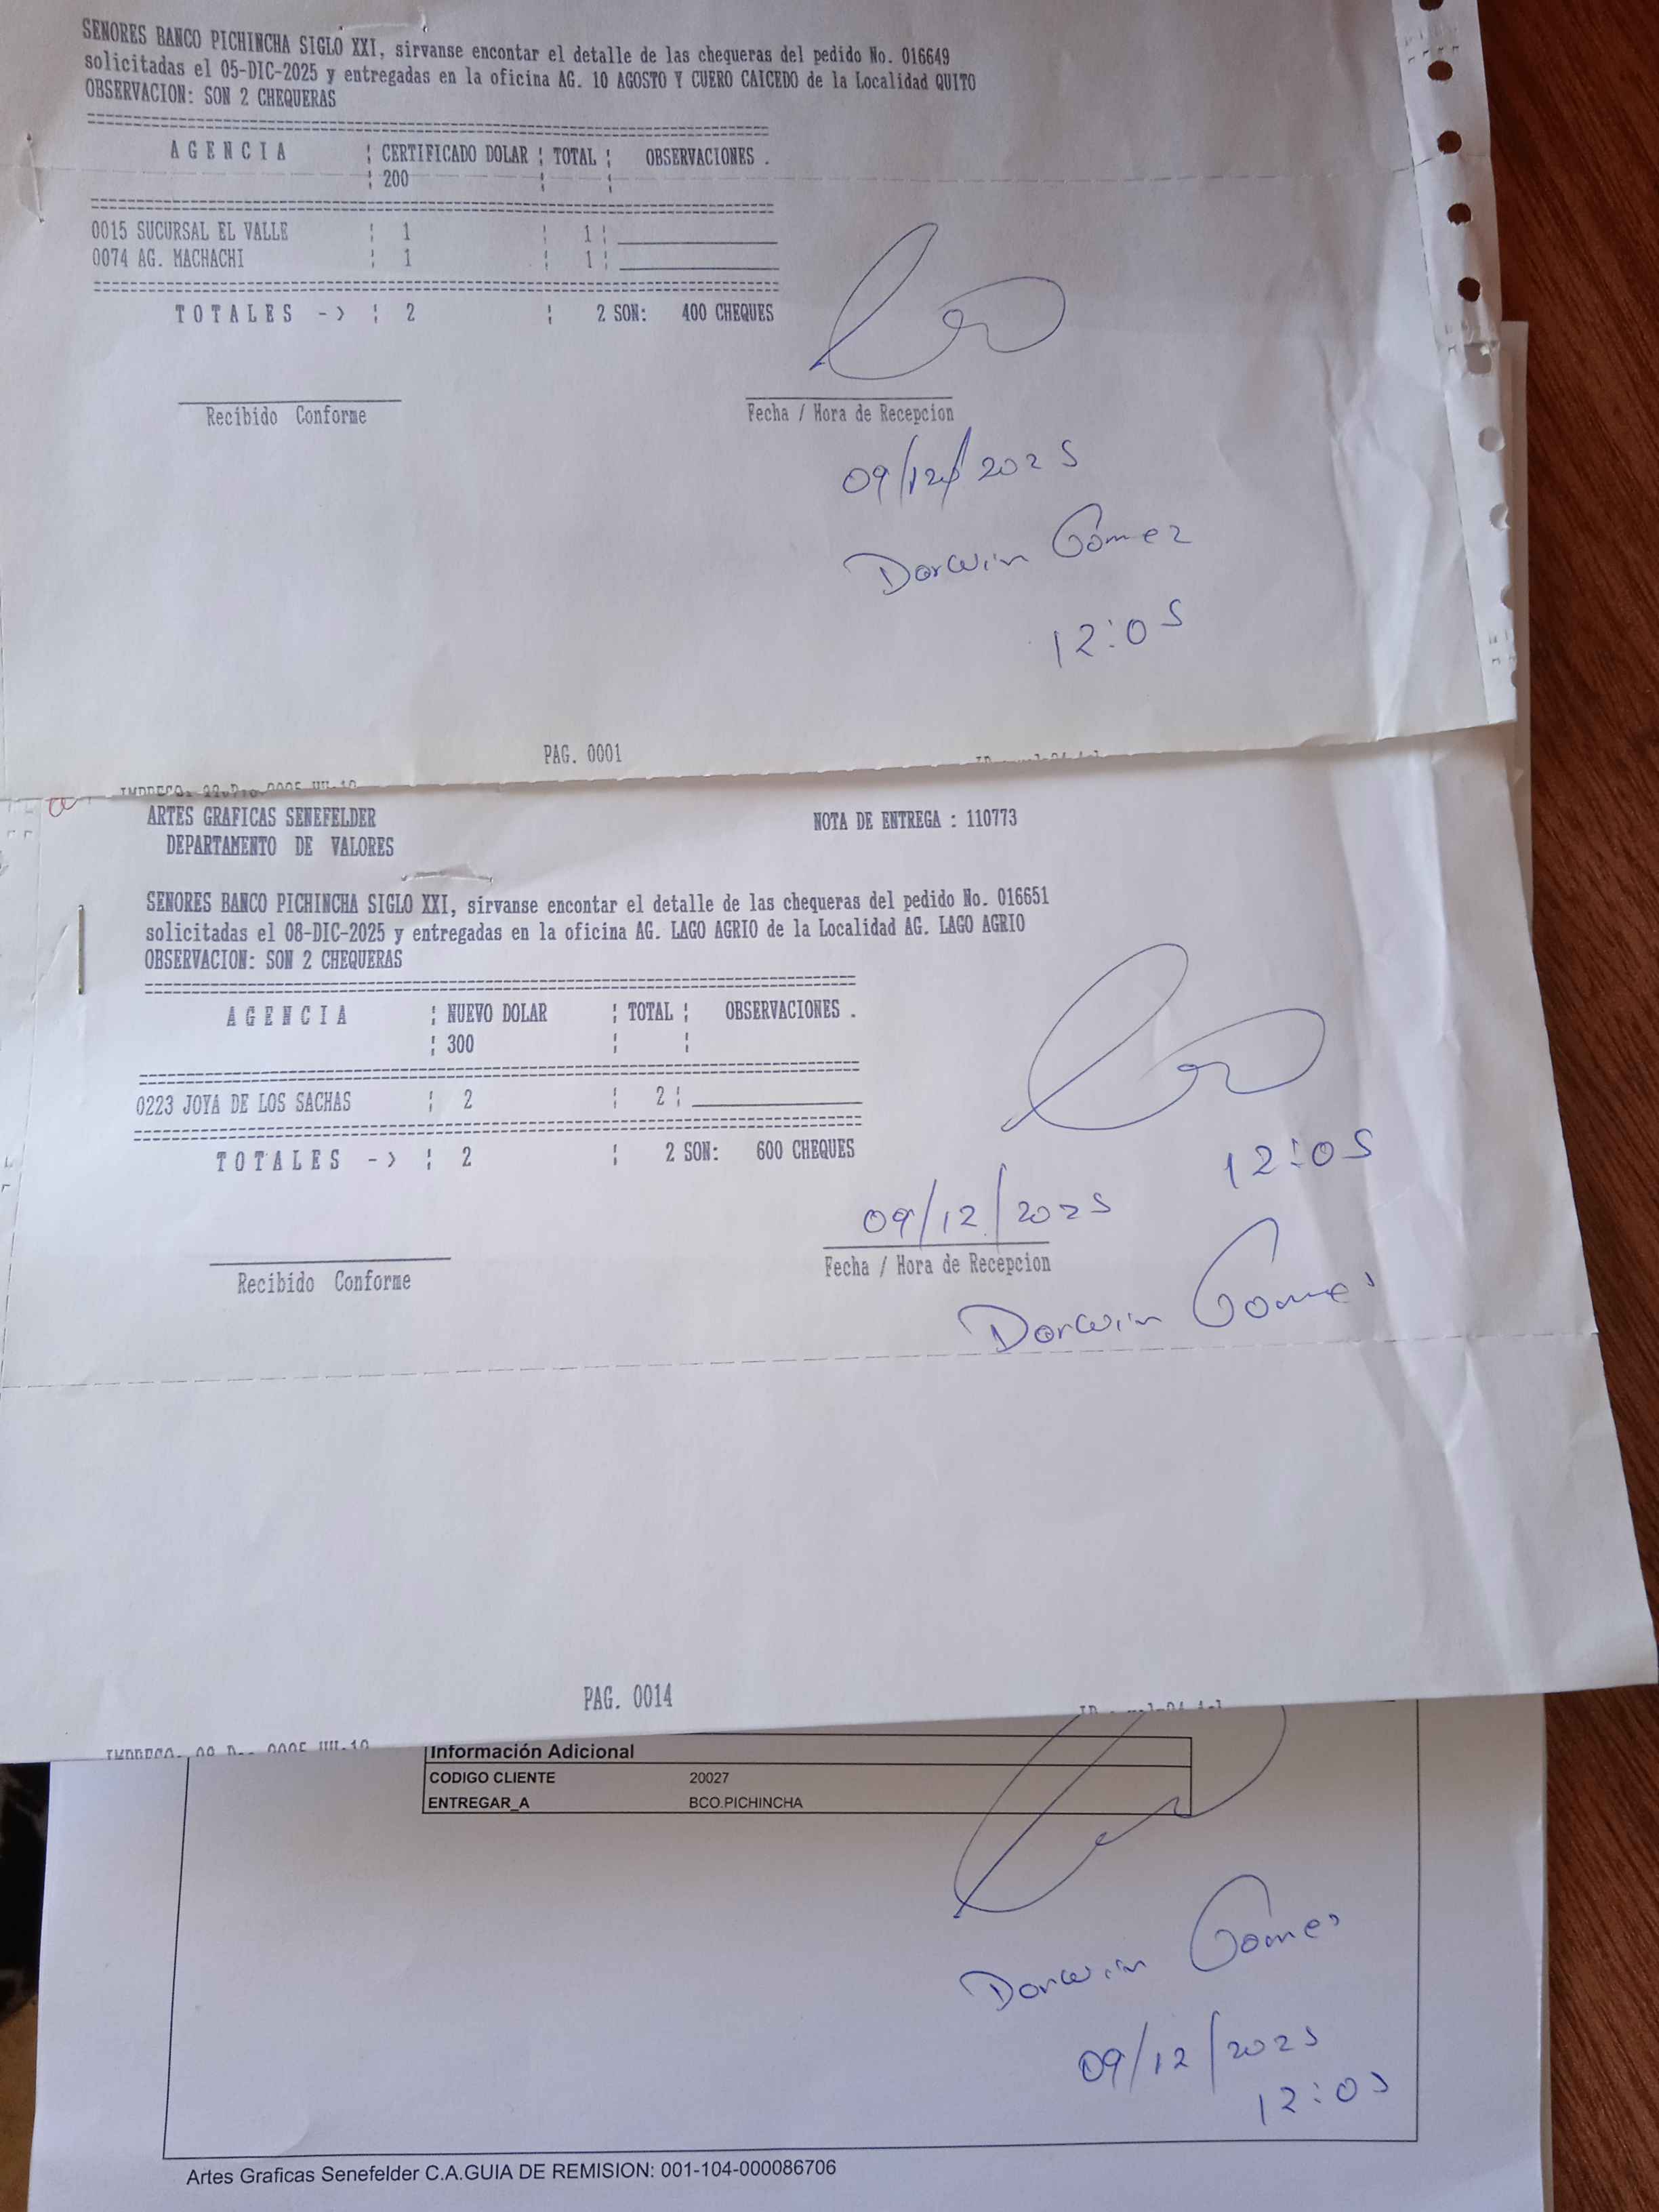 SENORES BANCO PICHINCHA SIGLO XXI, sirvanse encontar el detalle de las chequeras del pedido No. 016649
solicitadas el 05-DIC-2025 y entregadas en la oficina AG. 10 AGOSTO Y CUERO CAICEDO de la Localidad QUITO
OBSERVACION: SON 2 CHEQUERAS
A G E N C I A ¦ CERTIFICADO DOLAR ¦ TOTAL ¦ OBSERVACIONES .
¦ 200 ¦ ¦
0015 SUCURSAL EL VALLE ¦ 1 ¦ 1 ¦
0074 AG. MACHACHI ¦ 1 ¦ 1 ¦
T O T A L E S - > ¦ 2 ¦ 2 SON: 400 CHEQUES
Recibido Conforme
Fecha / Hora de Recepcion
09/12/2025
Darwin Gómez
12:05
PAG. 0001
ARTES GRAFICAS SENEFELDER
NOTA DE ENTREGA : 110773
DEPARTAMENTO DE VALORES
SENORES BANCO PICHINCHA SIGLO XXI, sirvanse encontar el detalle de las chequeras del pedido No. 016651
solicitadas el 08-DIC-2025 y entregadas en la oficina AG. LAGO AGRIO de la Localidad AG. LAGO AGRIO
OBSERVACION: SON 2 CHEQUERAS
A G E N C I A ¦ NUEVO DOLAR ¦ TOTAL ¦ OBSERVACIONES .
¦ 300 ¦ ¦
0223 JOYA DE LOS SACHAS ¦ 2 ¦ 2 ¦
T O T A L E S - > ¦ 2 ¦ 2 SON: 600 CHEQUES
12:05
09/12/2025
Recibido Conforme
Fecha / Hora de Recepcion
Darwin Gomez
PAG. 0014
Información Adicional
CODIGO CLIENTE 20027
ENTREGAR_A BCO.PICHINCHA
Darwin Gomez
09/12/2025
12:05
Artes Graficas Senefelder C.A.GUIA DE REMISION: 001-104-000086706